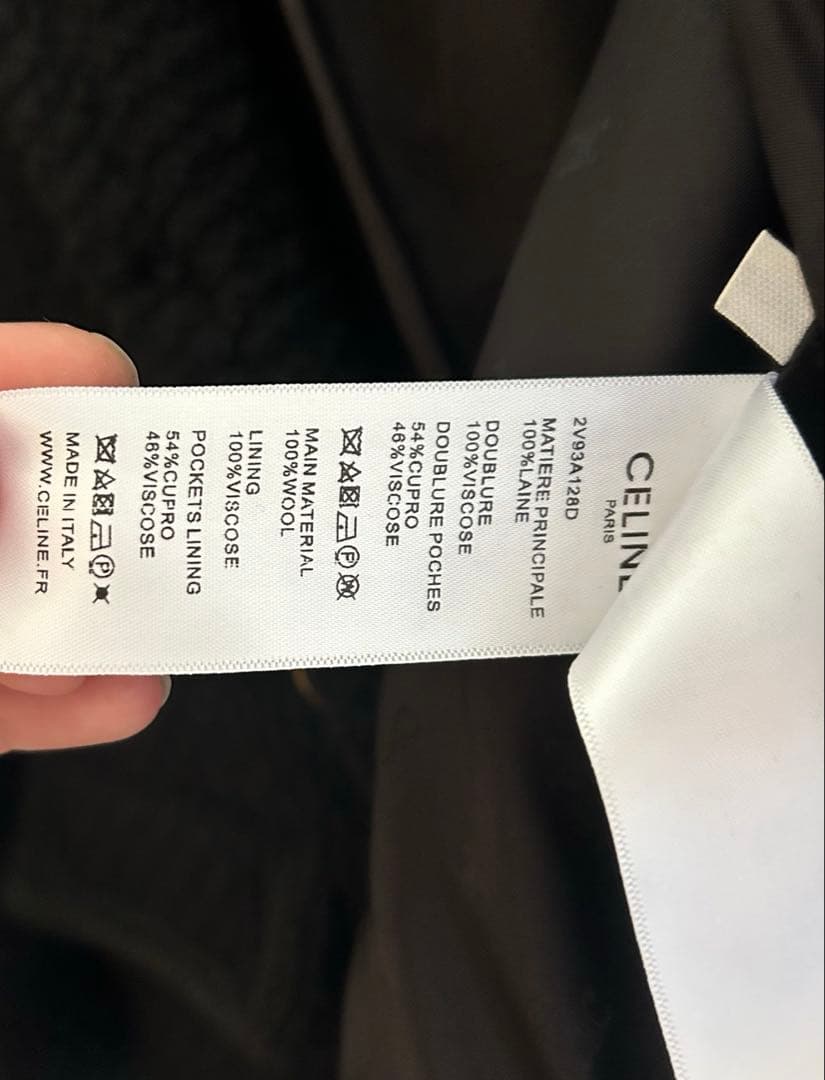 CELINE
PARIS
2V93A128D
MATIERE PRINCIPALE
100%LAINE
DOUBLURE
100%VISCOSE
DOUBLURE POCHES
54%CUPRO
46%VISCOSE
MAIN MATERIAL
100%WOOL
LINING
100%VISCOSE
POCKETS LINING
54%CUPRO
46%VISCOSE
MADE IN ITALY
WWW.CELINE.FR